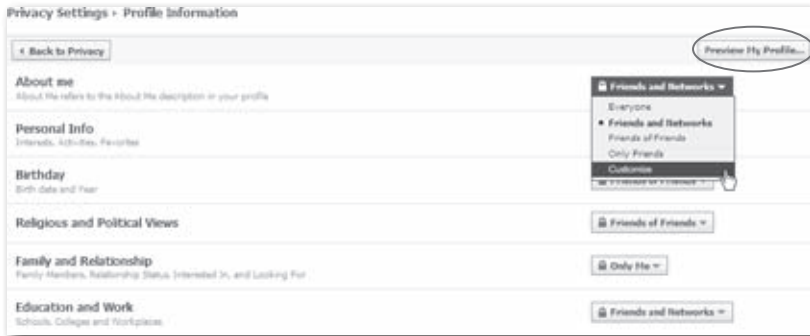 Privacy Settings ▸ Profile Information
◂ Back to Privacy
Preview My Profile...
About me
About Me refers to the About Me description in your profile
Friends and Networks
Everyone
• Friends and Networks
Friends of Friends
Only Friends
Customize
Personal Info
Interests, Activities, Favorites
Birthday
Birth date and Year
Friends of Friends
Religious and Political Views
Friends of Friends
Family and Relationship
Family Members, Relationship Status, Interested In, and Looking For
Only Me
Education and Work
Schools, Colleges and Workplaces
Friends and Networks